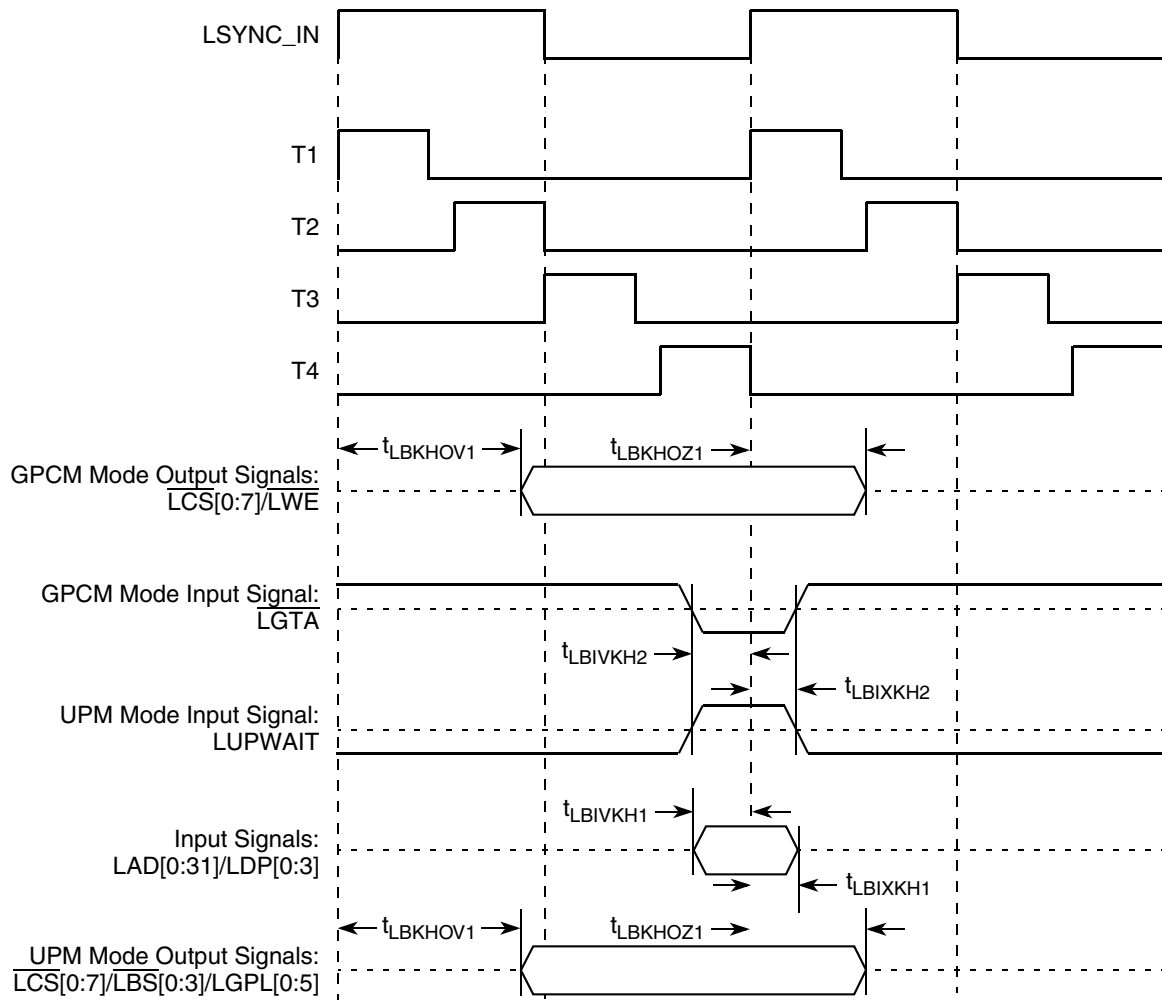 LSYNC_IN
T1
T2
T3
T4
tLBKHOV1
tLBKHOZ1
GPCM Mode Output Signals:
LCS[0:7]/LWE
GPCM Mode Input Signal:
LGTA
tLBIVKH2
tLBIXKH2
UPM Mode Input Signal:
LUPWAIT
tLBIVKH1
Input Signals:
LAD[0:31]/LDP[0:3]
tLBIXKH1
tLBKHOV1
tLBKHOZ1
UPM Mode Output Signals:
LCS[0:7]/LBS[0:3]/LGPL[0:5]